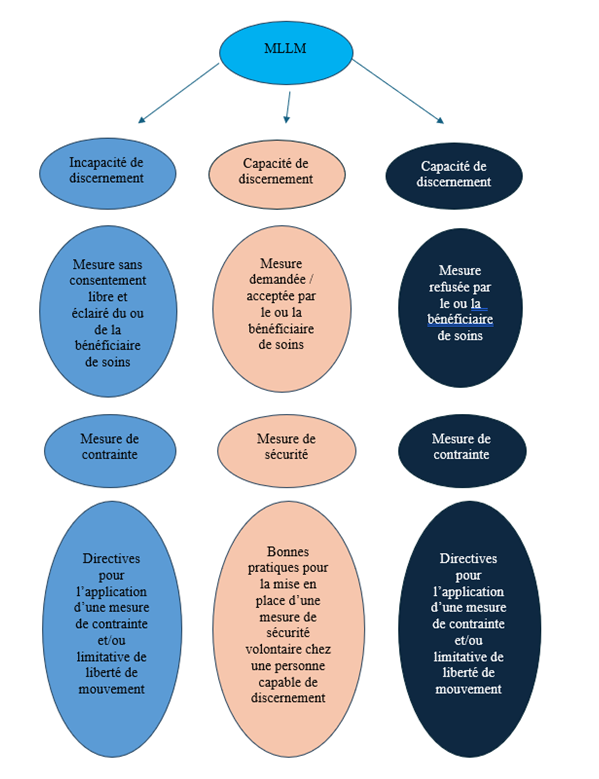 MLLM
Incapacité de
discernement
Capacité de
discernement
Capacité de
discernement
Mesure sans
consentement
libre et
éclairé du ou
de la
bénéficiaire
de soins
Mesure
demandée /
acceptée par
le ou la
bénéficiaire
de soins
Mesure
refusée par
le ou la
bénéficiaire
de soins
Mesure de
contrainte
Mesure de
sécurité
Mesure de
contrainte
Directives
pour
l’application
d’une mesure
de contrainte
et/ou
limitative de
liberté de
mouvement
Bonnes
pratiques pour
la mise en
place d’une
mesure de
sécurité
volontaire chez
une personne
capable de
discernement
Directives
pour
l’application
d’une mesure
de contrainte
et/ou
limitative de
liberté de
mouvement